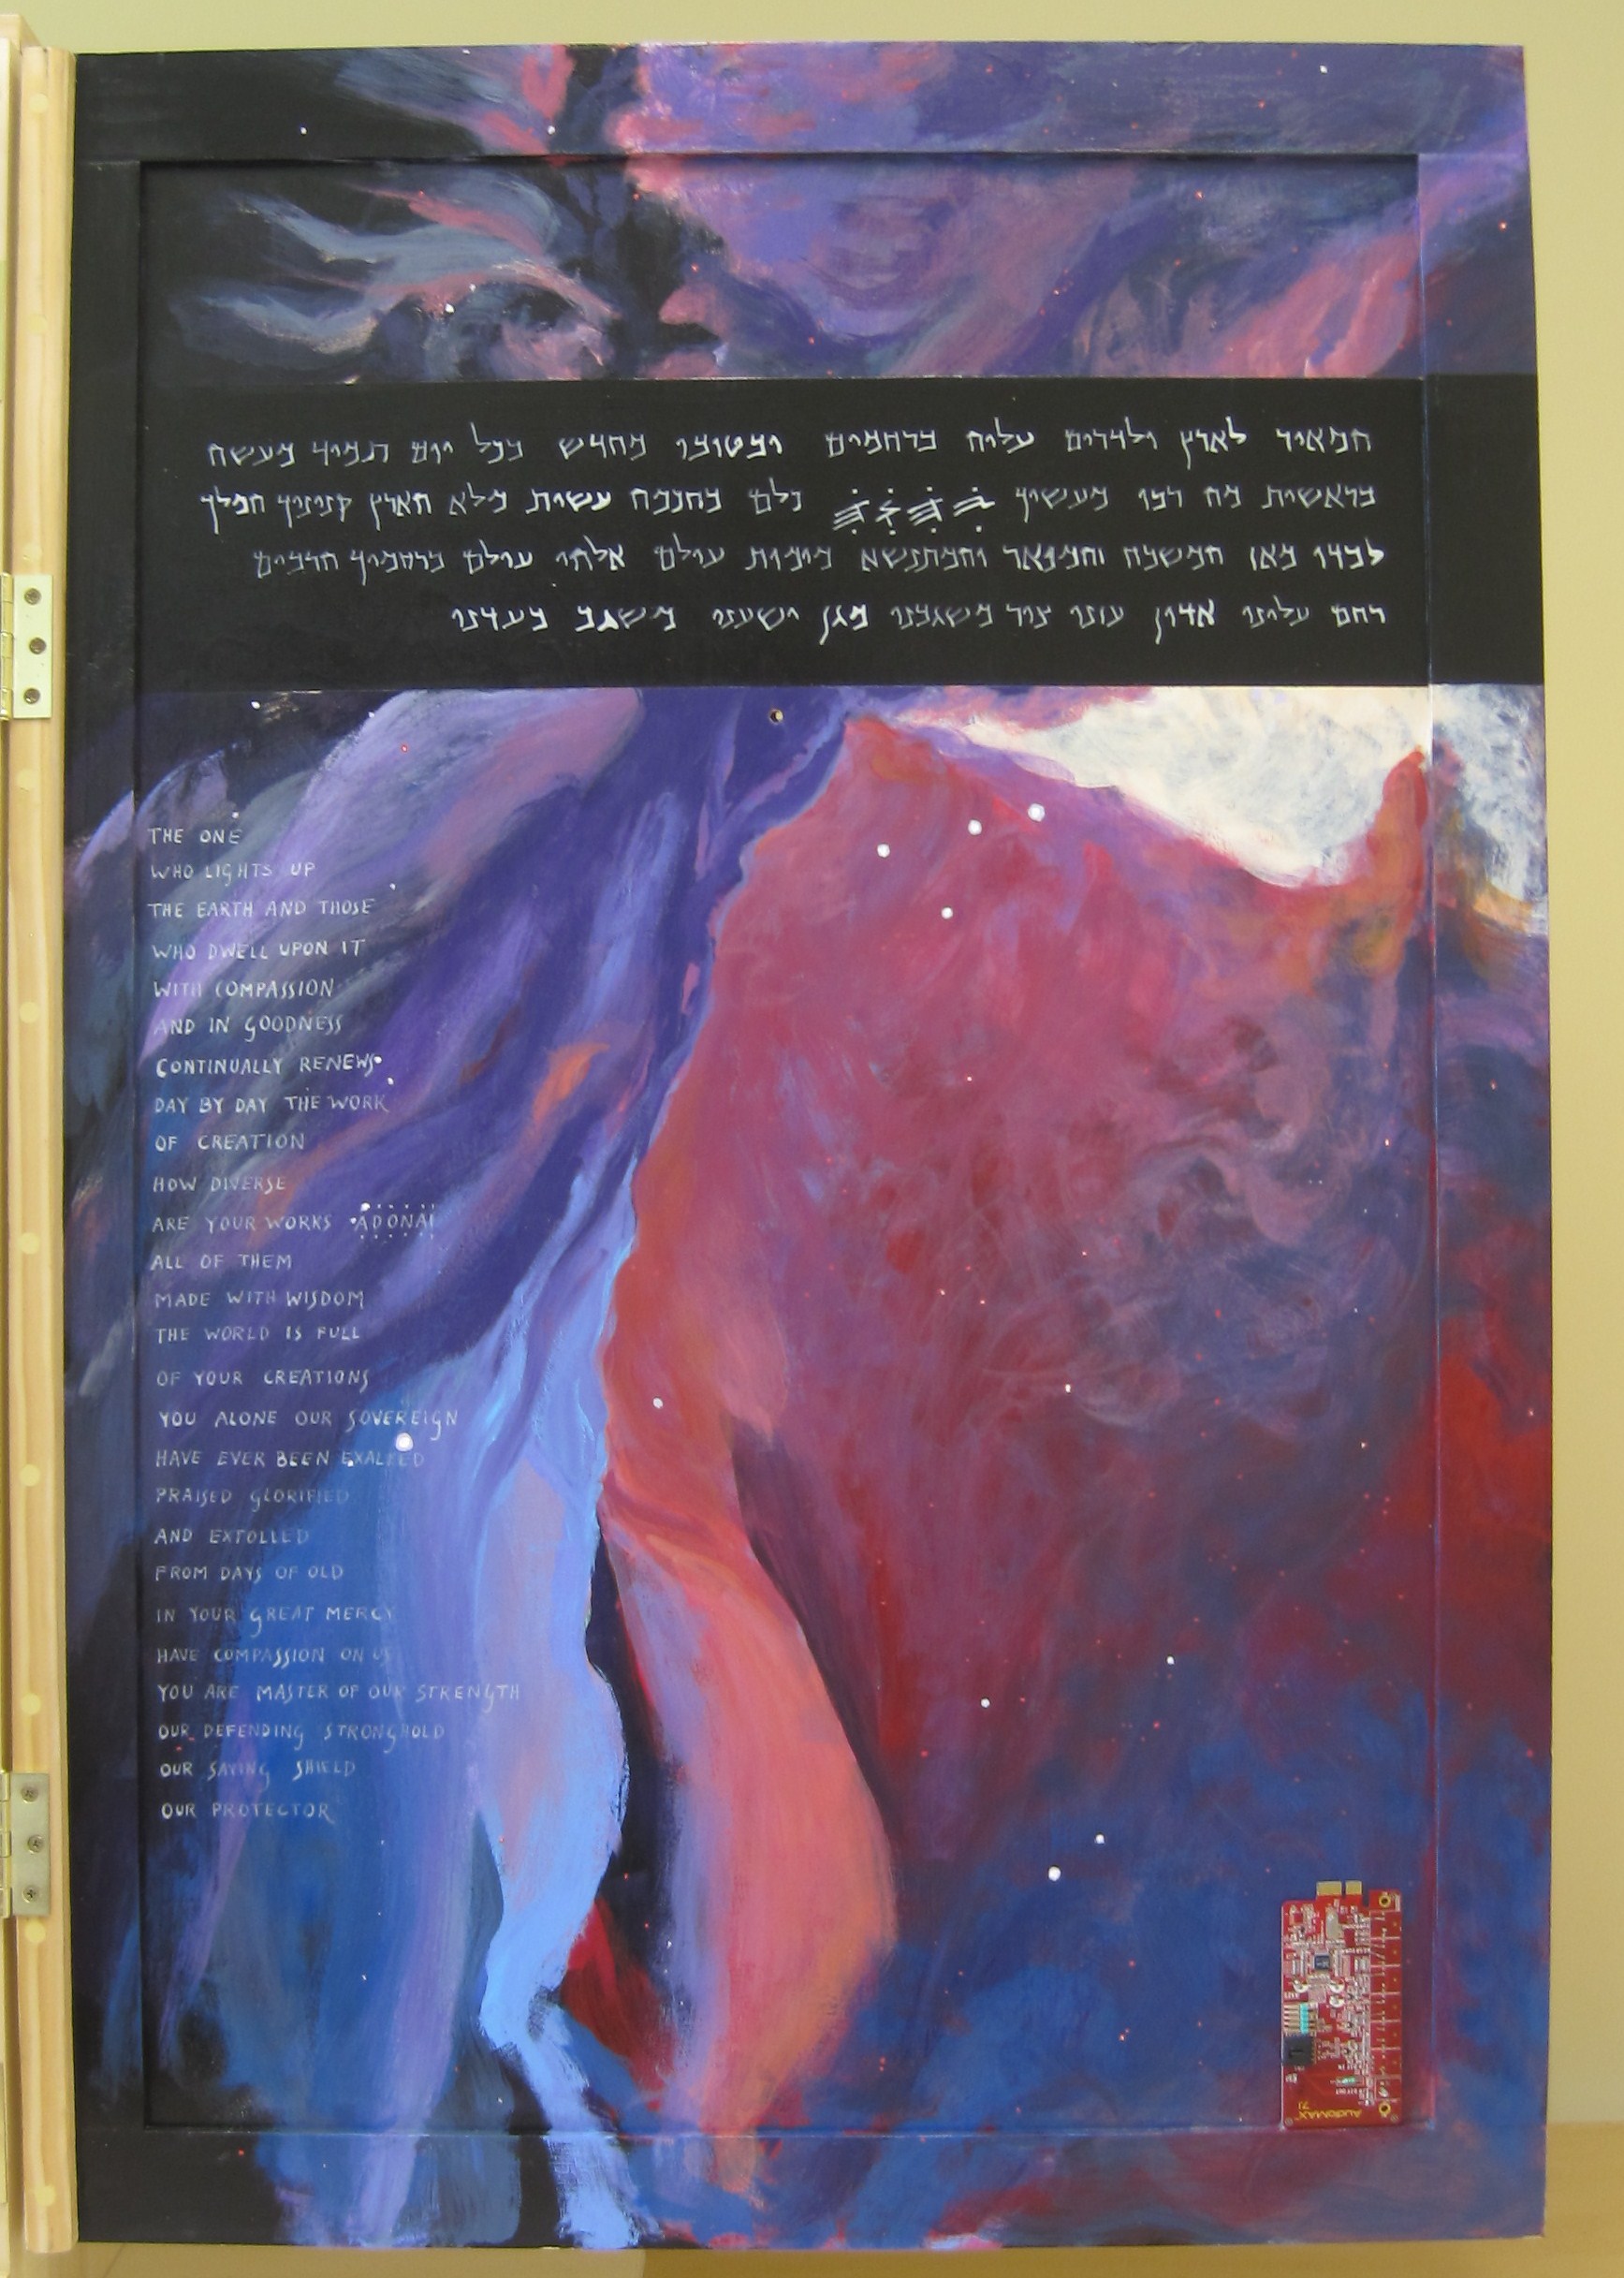 המאיר לארץ ולדרים עליה ברחמים ובטובו מחדש בכל יום תמיד מעשה
בראשית מה רבו מעשיך 𐤉𐤄𐤅𐤄 כלם בחכמה עשית מלא הארץ קניניך המלך
לבדו מאז המשבח והמפאר והמתנשא מימות עולם אלהי עולם ברחמיך הרבים
רחם עלינו אדון עזנו צור משגבנו מגן ישענו משגב בעדנו
THE ONE
WHO LIGHTS UP
THE EARTH AND THOSE
WHO DWELL UPON IT
WITH COMPASSION
AND IN GOODNESS
CONTINUALLY RENEWS
DAY BY DAY THE WORK
OF CREATION
HOW DIVERSE
ARE YOUR WORKS ADONAI
ALL OF THEM
MADE WITH WISDOM
THE WORLD IS FULL
OF YOUR CREATIONS
YOU ALONE OUR SOVEREIGN
HAVE EVER BEEN EXALTED
PRAISED GLORIFIED
AND EXTOLLED
FROM DAYS OF OLD
IN YOUR GREAT MERCY
HAVE COMPASSION ON US
YOU ARE MASTER OF OUR STRENGTH
OUR DEFENDING STRONGHOLD
OUR SAVING SHIELD
OUR PROTECTOR
AUDIOMAX
7.1